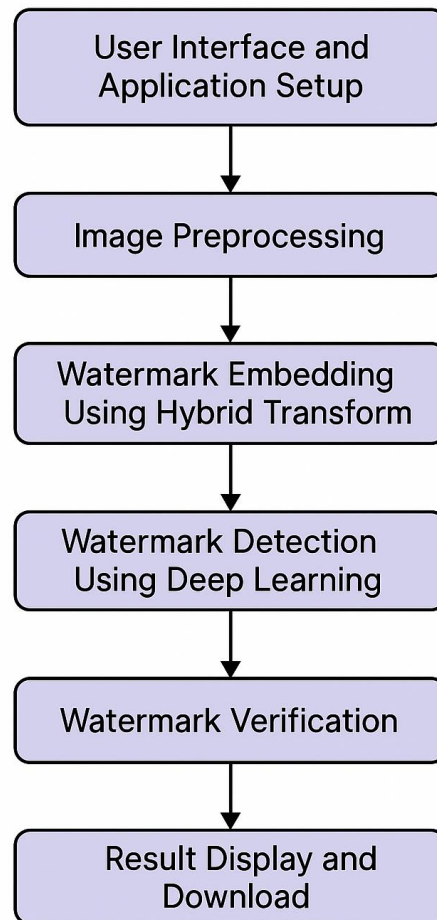 User Interface and
Application Setup
Image Preprocessing
Watermark Embedding
Using Hybrid Transform
Watermark Detection
Using Deep Learning
Watermark Verification
Result Display and
Download